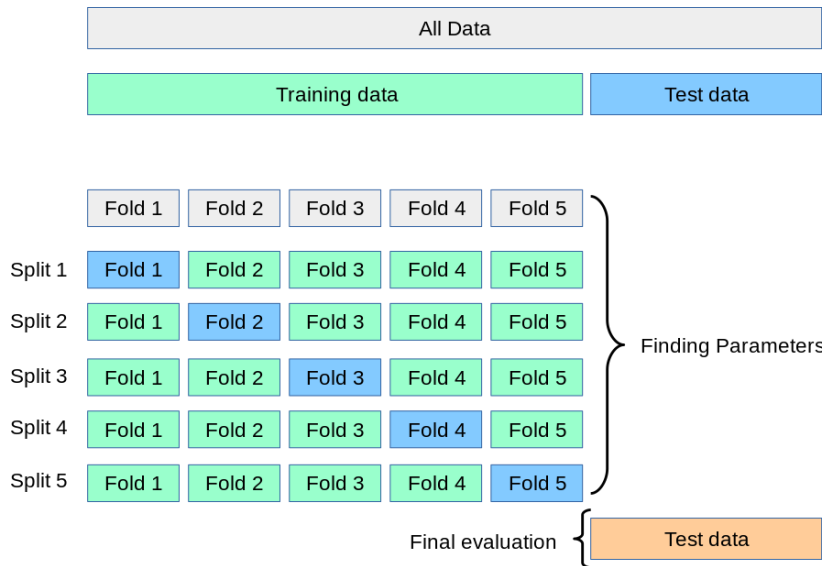 All Data
Training data Test data
Fold 1 Fold 2 Fold 3 Fold 4 Fold 5
Split 1 Fold 1 Fold 2 Fold 3 Fold 4 Fold 5
Split 2 Fold 1 Fold 2 Fold 3 Fold 4 Fold 5
Finding Parameters
Split 3 Fold 1 Fold 2 Fold 3 Fold 4 Fold 5
Split 4 Fold 1 Fold 2 Fold 3 Fold 4 Fold 5
Split 5 Fold 1 Fold 2 Fold 3 Fold 4 Fold 5
Final evaluation Test data